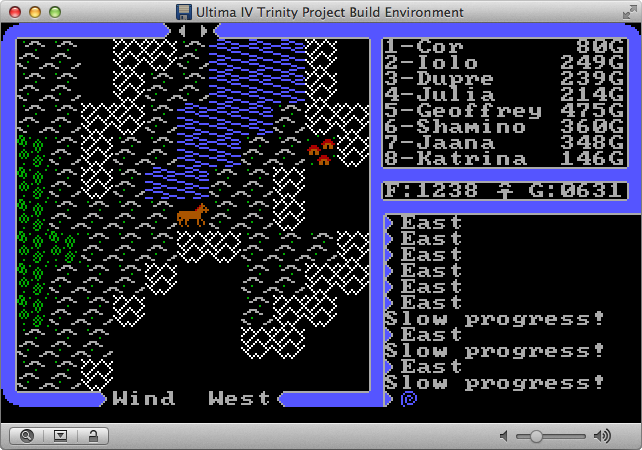 Ultima IV Trinity Project Build Environment
1-Cor 80G
2-Iolo 249G
3-Dupre 239G
4-Julia 214G
5-Geoffrey 475G
6-Shamino 360G
7-Jaana 348G
8-Katrina 146G
F:1238 G:0631
East
East
East
East
East
East
Slow progress!
East
Slow progress!
East
Slow progress!
Wind West